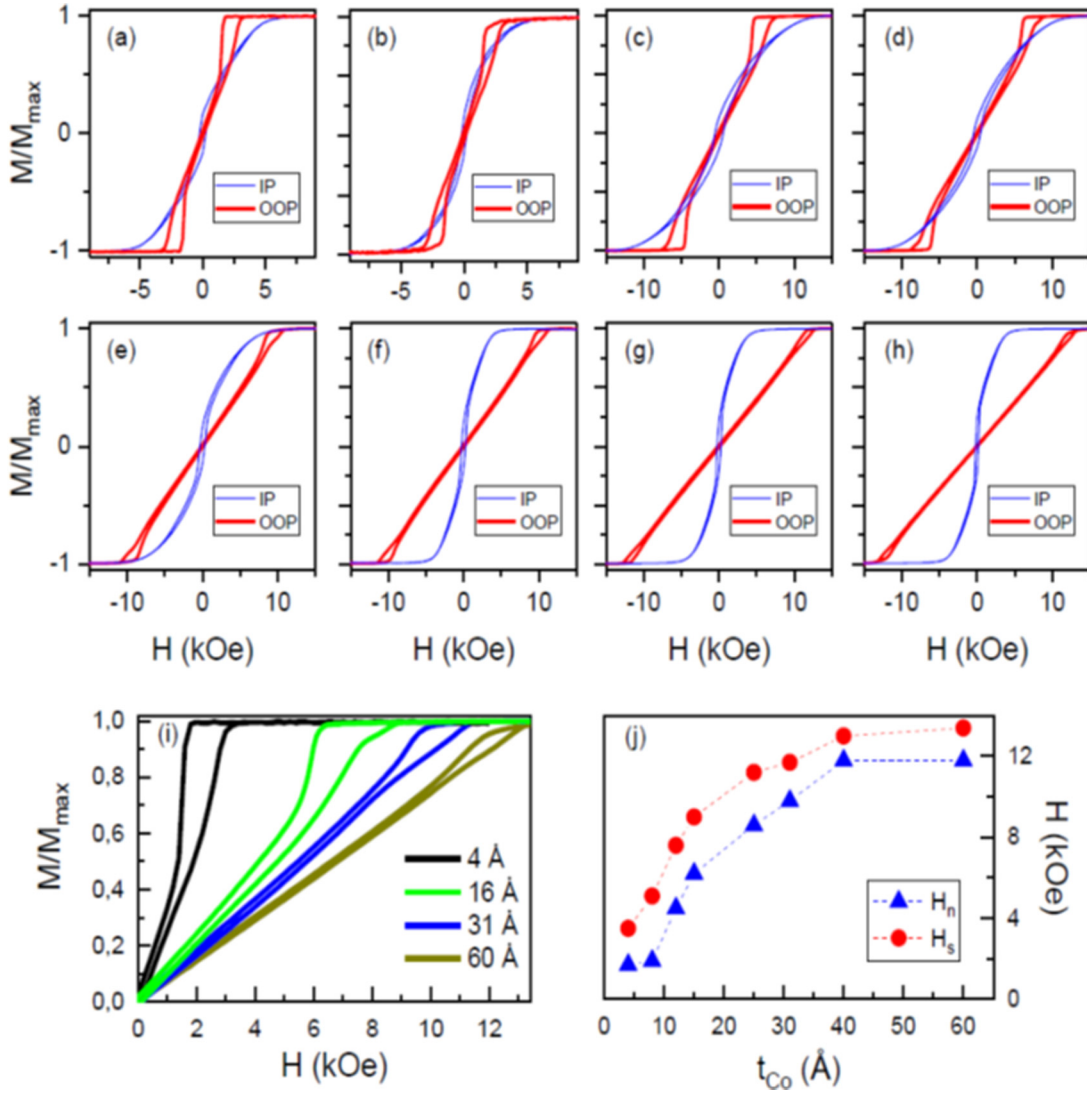 (a) (b) (c) (d)
1
0
-1
M/Mmax
IP IP IP IP
OOP OOP OOP OOP
-5 0 5 -5 0 5 -10 0 10 -10 0 10
(e) (f) (g) (h)
1
0
-1
M/Mmax
IP IP IP IP
OOP OOP OOP OOP
-10 0 10 -10 0 10 -10 0 10 -10 0 10
H (kOe) H (kOe) H (kOe) H (kOe)
(i)
1,0
0,8
0,6
0,4
0,2
0,0
M/Mmax
4 Å
16 Å
31 Å
60 Å
0 2 4 6 8 10 12
H (kOe)
(j)
12
8
4
0
H (kOe)
Hn
Hs
0 10 20 30 40 50 60
tCo (Å)